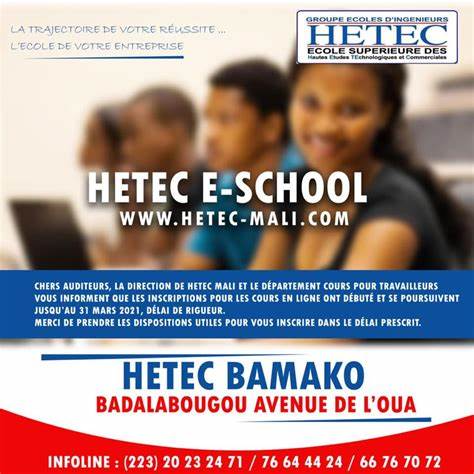 LA TRAJECTOIRE DE VOTRE RÉUSSITE ...
L'ECOLE DE VOTRE ENTREPRISE
GROUPE ECOLES D'INGENIEURS
HETEC
ECOLE SUPERIEURE DES
Hautes Etudes TEchnologiques et Commerciales
HETEC E-SCHOOL
WWW.HETEC-MALI.COM
CHERS AUDITEURS, LA DIRECTION DE HETEC MALI ET LE DÉPARTEMENT COURS POUR TRAVAILLEURS
VOUS INFORMENT QUE LES INSCRIPTIONS POUR LES COURS EN LIGNE ONT DÉBUTÉ ET SE POURSUIVENT
JUSQU'AU 31 MARS 2021, DÉLAI DE RIGUEUR.
MERCI DE PRENDRE LES DISPOSITIONS UTILES POUR VOUS INSCRIRE DANS LE DÉLAI PRESCRIT.
HETEC BAMAKO
BADALABOUGOU AVENUE DE L'OUA
INFOLINE : (223) 20 23 24 71 / 76 64 44 24 / 66 76 70 72